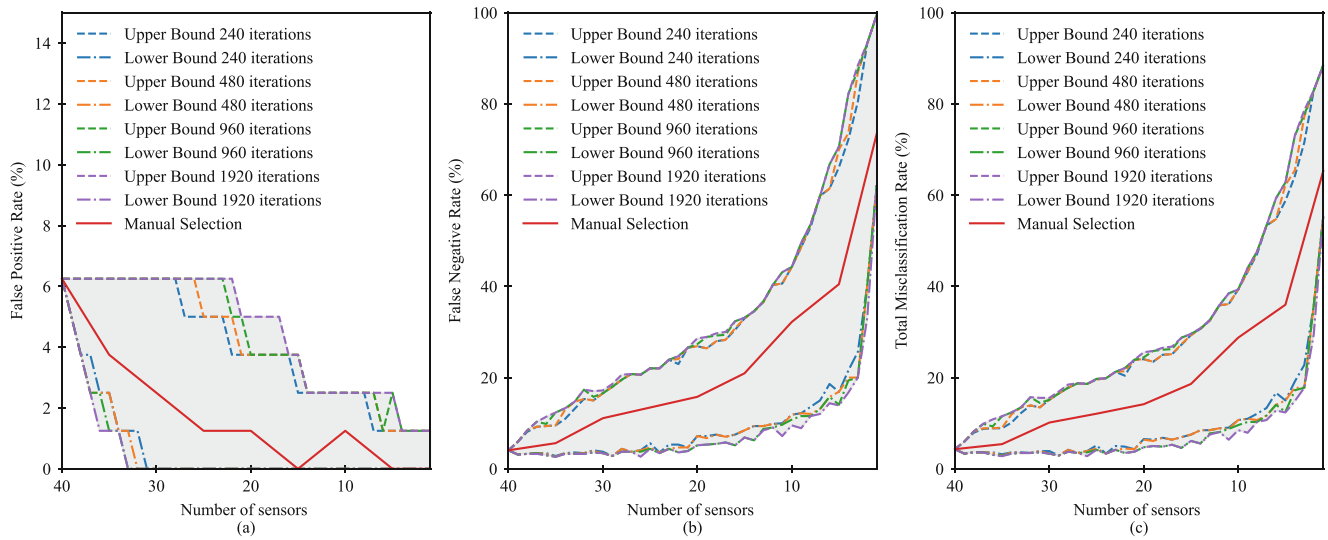 14
12
10
8
6
4
2
0
False Positive Rate (%)
Upper Bound 240 iterations
Lower Bound 240 iterations
Upper Bound 480 iterations
Lower Bound 480 iterations
Upper Bound 960 iterations
Lower Bound 960 iterations
Upper Bound 1920 iterations
Lower Bound 1920 iterations
Manual Selection
40
30
20
10
Number of sensors
(a)
100
80
60
40
20
0
False Negative Rate (%)
Upper Bound 240 iterations
Lower Bound 240 iterations
Upper Bound 480 iterations
Lower Bound 480 iterations
Upper Bound 960 iterations
Lower Bound 960 iterations
Upper Bound 1920 iterations
Lower Bound 1920 iterations
Manual Selection
40
30
20
10
Number of sensors
(b)
100
80
60
40
20
0
Total Misclassification Rate (%)
Upper Bound 240 iterations
Lower Bound 240 iterations
Upper Bound 480 iterations
Lower Bound 480 iterations
Upper Bound 960 iterations
Lower Bound 960 iterations
Upper Bound 1920 iterations
Lower Bound 1920 iterations
Manual Selection
40
30
20
10
Number of sensors
(c)